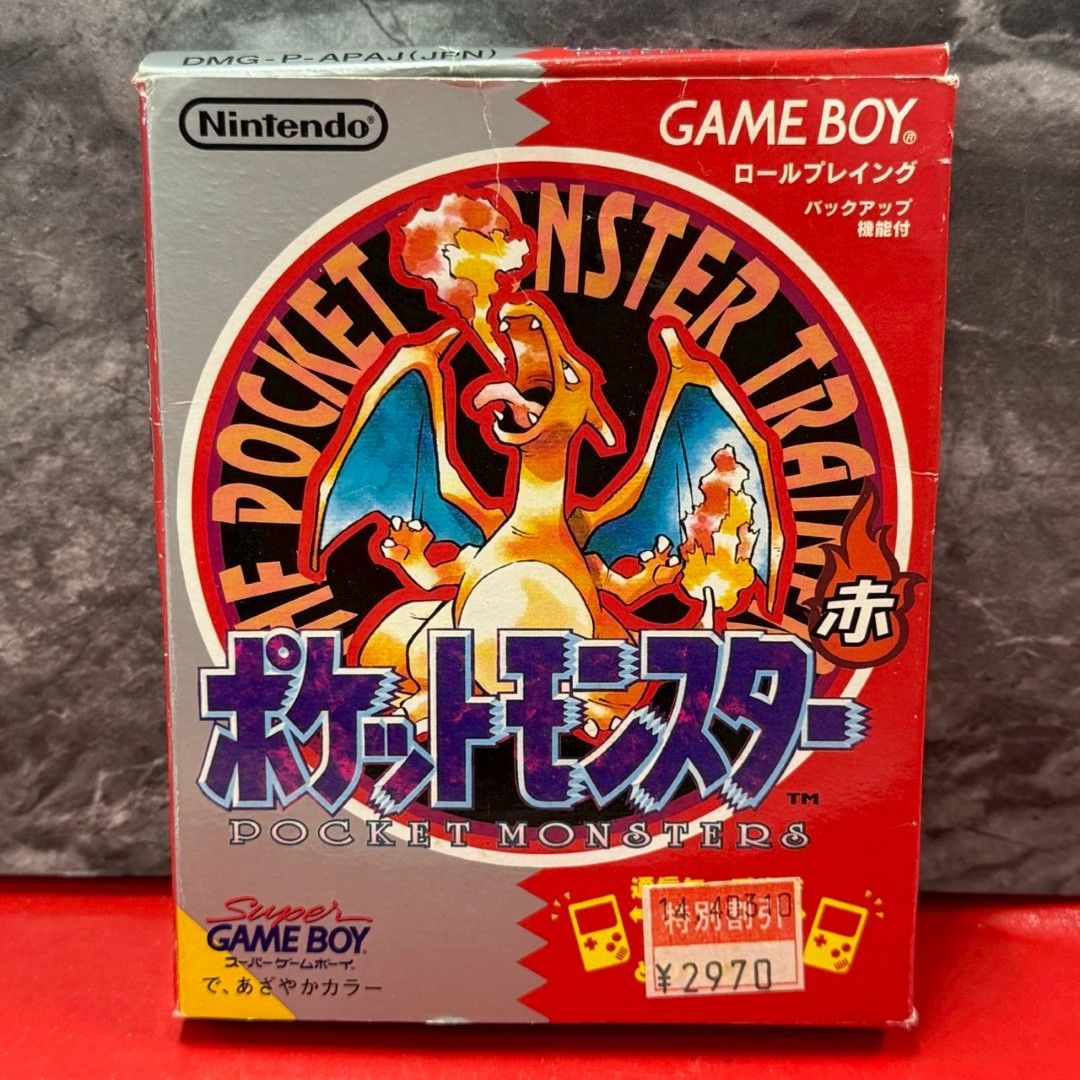 DMG-P-APAJ(JPN)
Nintendo®
GAME BOY®
ロールプレイング
バックアップ
機能付
POCKET MONSTER
赤
ポケットモンスター
TM
POCKET MONSTERS
Super
GAME BOY
スーパーゲームボーイ
で、あざやかカラー
14,40310
特別割引
¥2970